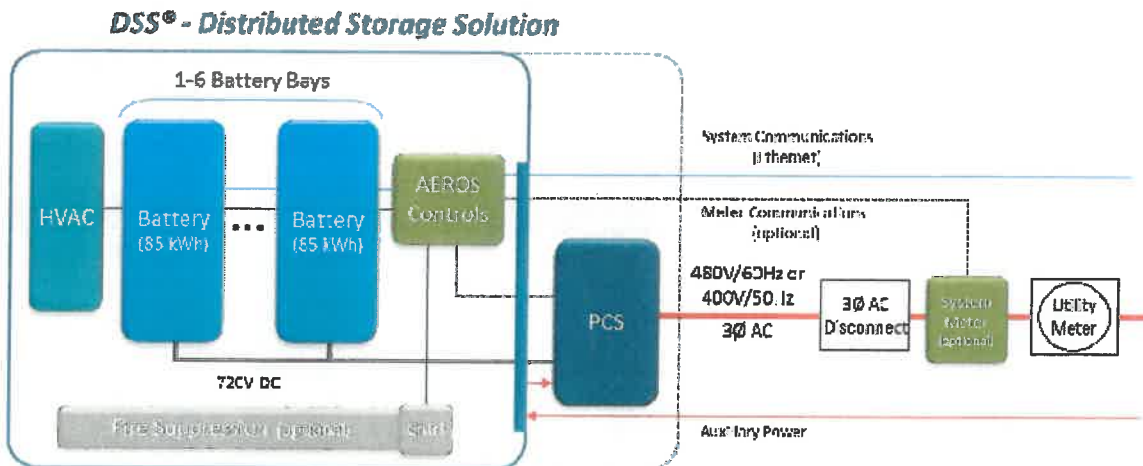 DSS® - Distributed Storage Solution
1-6 Battery Bays
HVAC
Battery
(85 kWh)
...
Battery
(85 kWh)
AEROS
Controls
System Communications
Meter Communications
(optional)
PCS
480V/60Hz or
400V/50Hz
3Ø AC
3Ø AC
Disconnect
System
Meter
(optional)
Utility
Meter
720V DC
Fire Suppression (optional)
Auxiliary Power